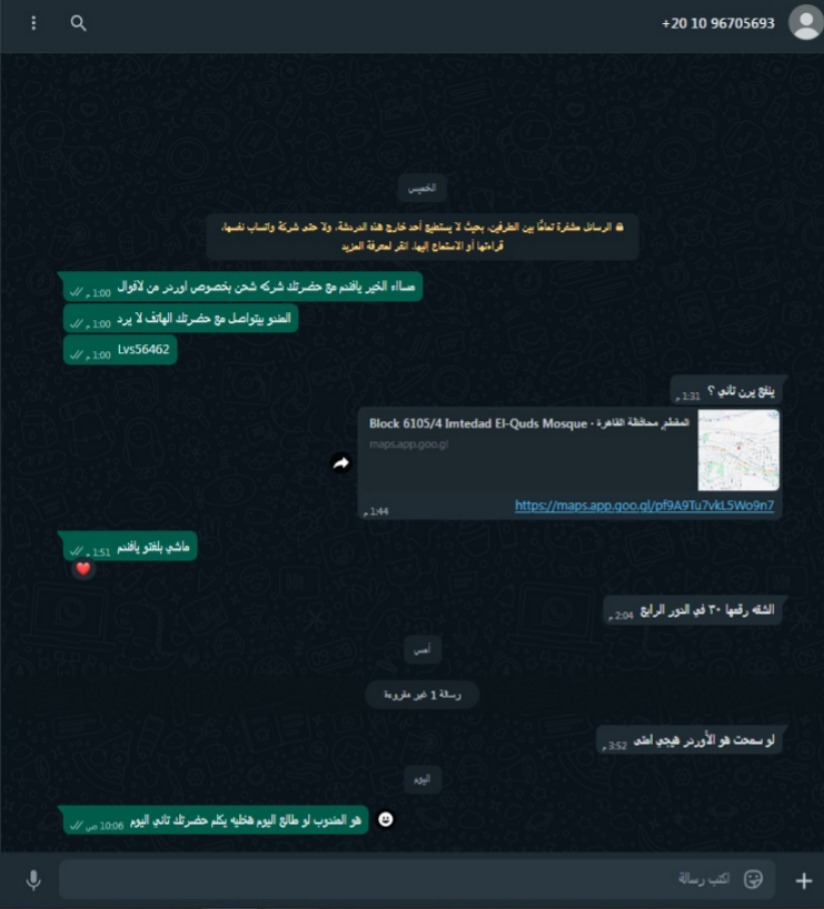 +20 10 96705693
الخميس
الرسائل مشفرة تمامًا بين الطرفين، بحيث لا يستطيع أحد خارج هذه الدردشة، ولا حتى شركة واتساب نفسها،
قراءتها أو الاستماع إليها. انقر لمعرفة المزيد
مسااء الخير يافندم مع حضرتك شركه شحن بخصوص اوردر من لافوال 1:00 م
المندو بيتواصل مع حضرتك الهاتف لا يرد 1:00 م
Lvs56462 1:00 م
ينفع يرن تاني ؟ 1:31 م
Block 6105/4 Imtedad El-Quds Mosque · المقطم، محافظة القاهرة
maps.app.goo.gl
https://maps.app.goo.gl/pf9A9Tu7vkL5Wo9n7
1:44 م
ماشي بلغتو يافندم 1:51 م
الشقه رقمها ٣٠ في الدور الرابع 2:04 م
أمس
رسالة 1 غير مقروءة
لو سمحت هو الأوردر هيجي امتى 3:52 م
اليوم
هو المندوب لو طالع اليوم هخليه يكلم حضرتك تاني اليوم 10:06 ص
اكتب رسالة